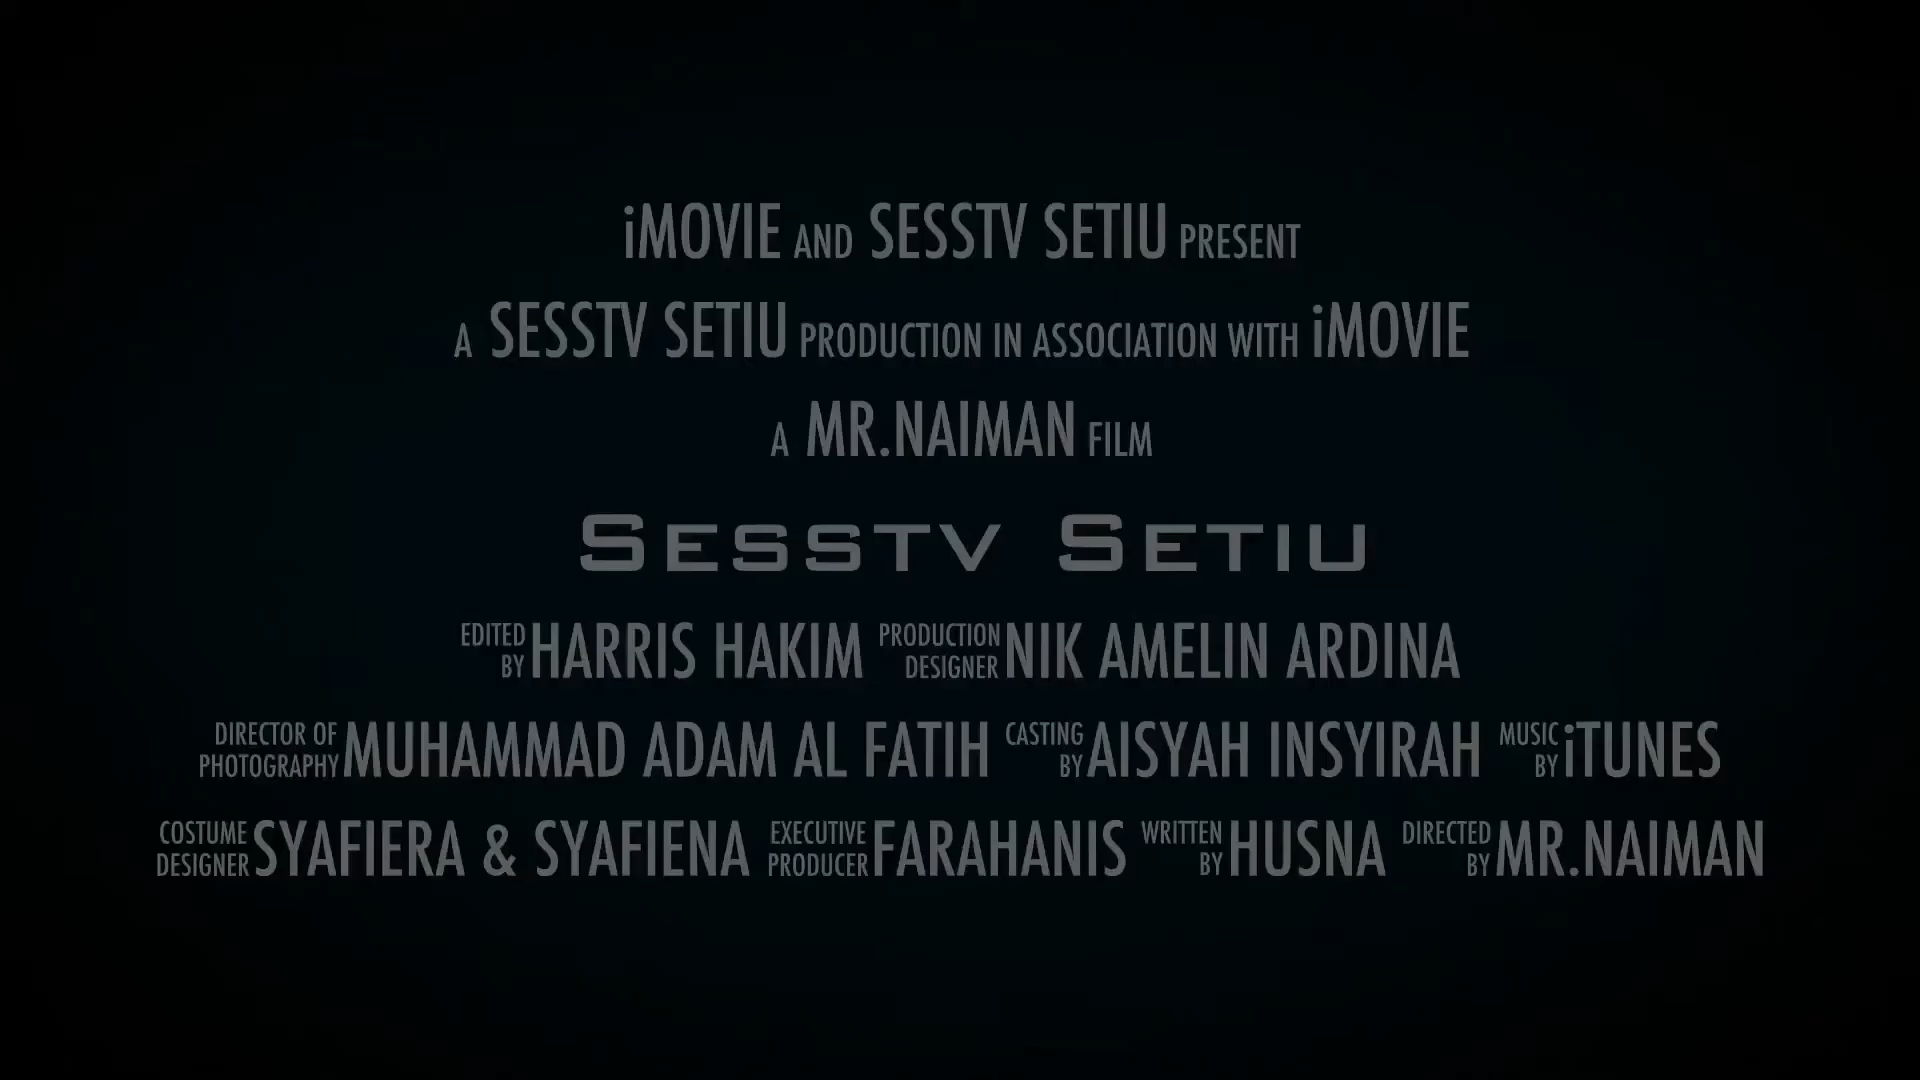 iMOVIE AND SESSTV SETIU PRESENT
A SESSTV SETIU PRODUCTION IN ASSOCIATION WITH iMOVIE
A MR.NAIMAN FILM
SESSTV SETIU
EDITED BY HARRIS HAKIM PRODUCTION DESIGNER NIK AMELIN ARDINA
DIRECTOR OF PHOTOGRAPHY MUHAMMAD ADAM AL FATIH CASTING BY AISYAH INSYIRAH MUSIC BY iTUNES
COSTUME DESIGNER SYAFIERA & SYAFIENA EXECUTIVE PRODUCER FARAHANIS WRITTEN BY HUSNA DIRECTED BY MR.NAIMAN